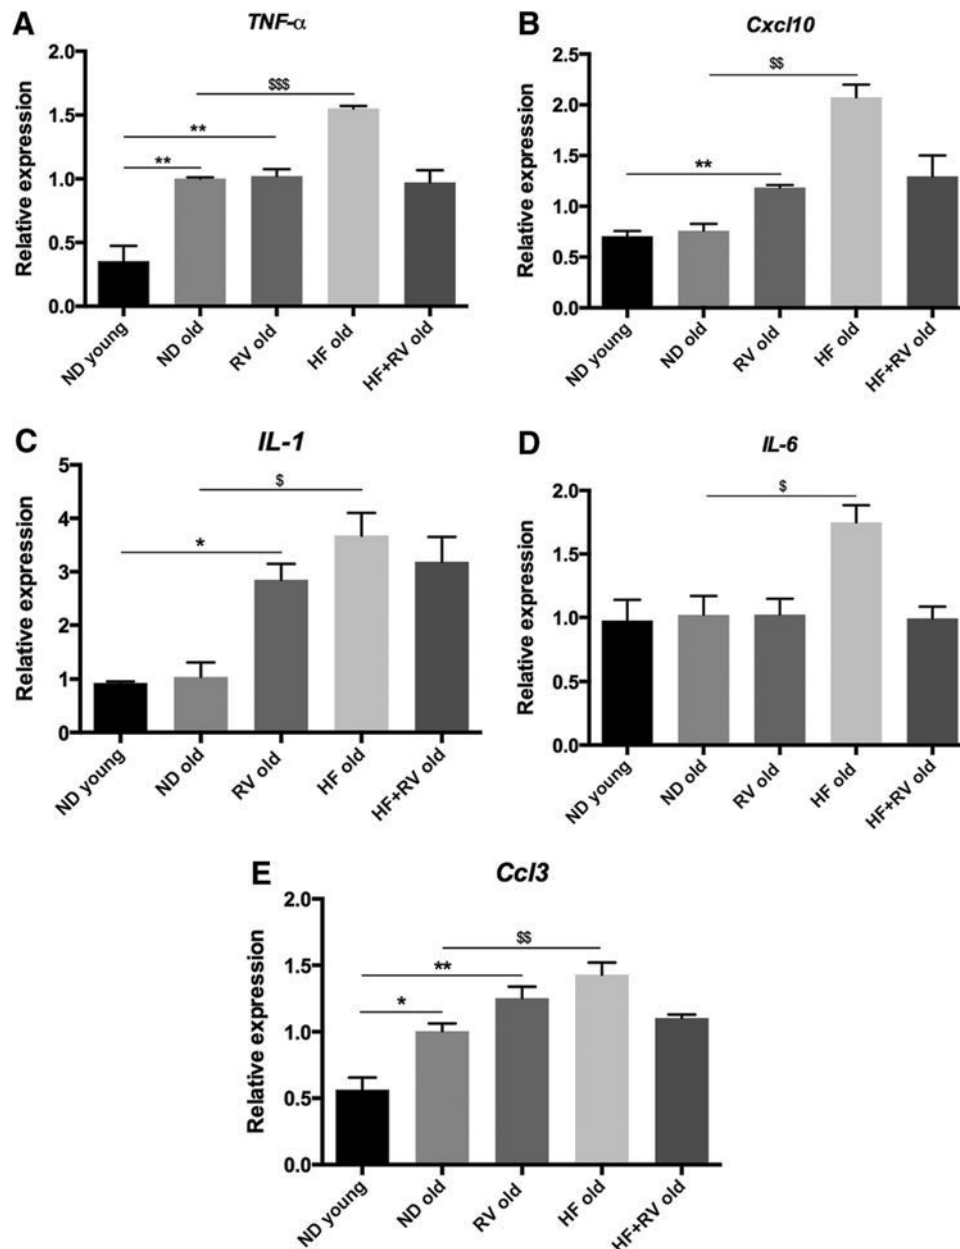 A
TNF-α
Relative expression
2.0
1.5
1.0
0.5
0.0
$$$
**
**
ND young
ND old
RV old
HF old
HF+RV old
B
Cxcl10
Relative expression
2.5
2.0
1.5
1.0
0.5
0.0
$$
**
ND young
ND old
RV old
HF old
HF+RV old
C
IL-1
Relative expression
5
4
3
2
1
0
$
*
ND young
ND old
RV old
HF old
HF+RV old
D
IL-6
Relative expression
2.0
1.5
1.0
0.5
0.0
$
ND young
ND old
RV old
HF old
HF+RV old
E
Ccl3
Relative expression
2.0
1.5
1.0
0.5
0.0
$$
**
*
ND young
ND old
RV old
HF old
HF+RV old